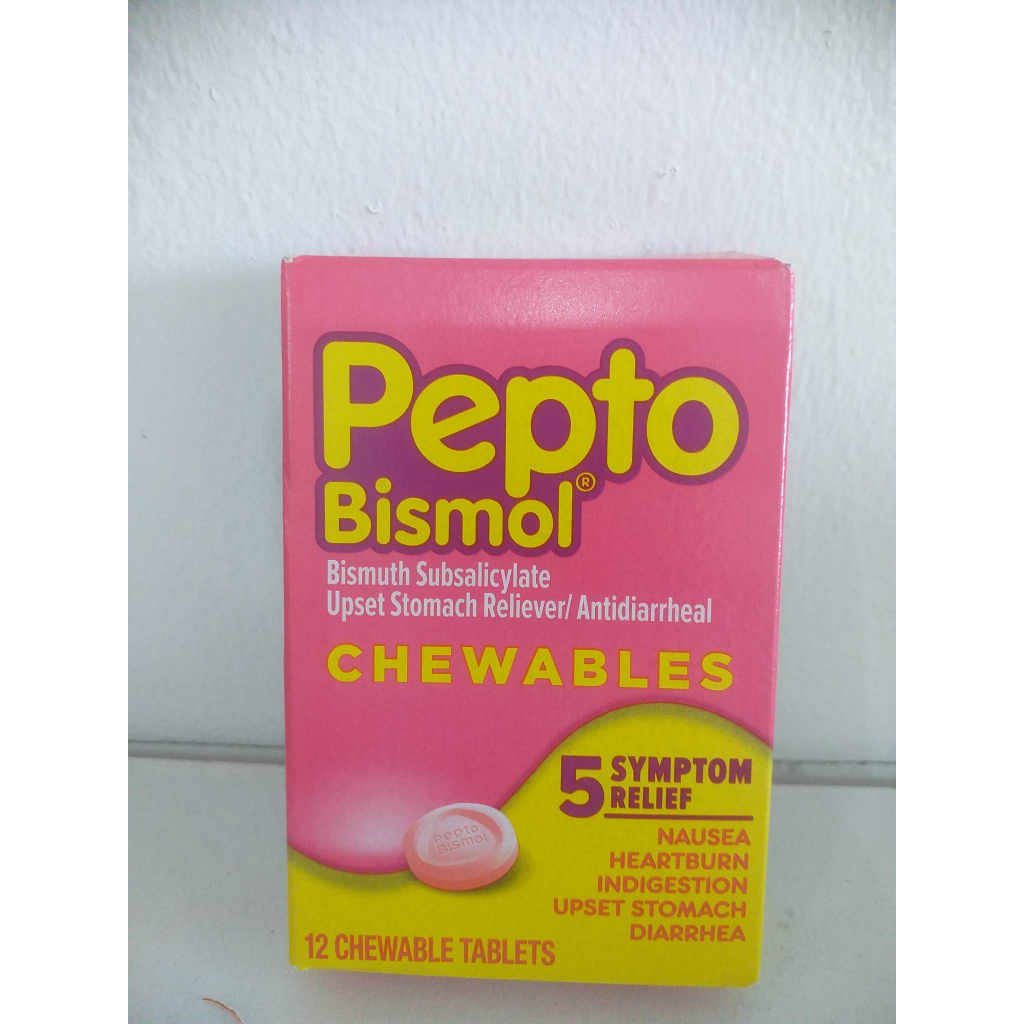 Pepto
Bismol®
Bismuth Subsalicylate
Upset Stomach Reliever/ Antidiarrheal
CHEWABLES
5 SYMPTOM
RELIEF
NAUSEA
HEARTBURN
INDIGESTION
UPSET STOMACH
DIARRHEA
Pepto
Bismol
12 CHEWABLE TABLETS